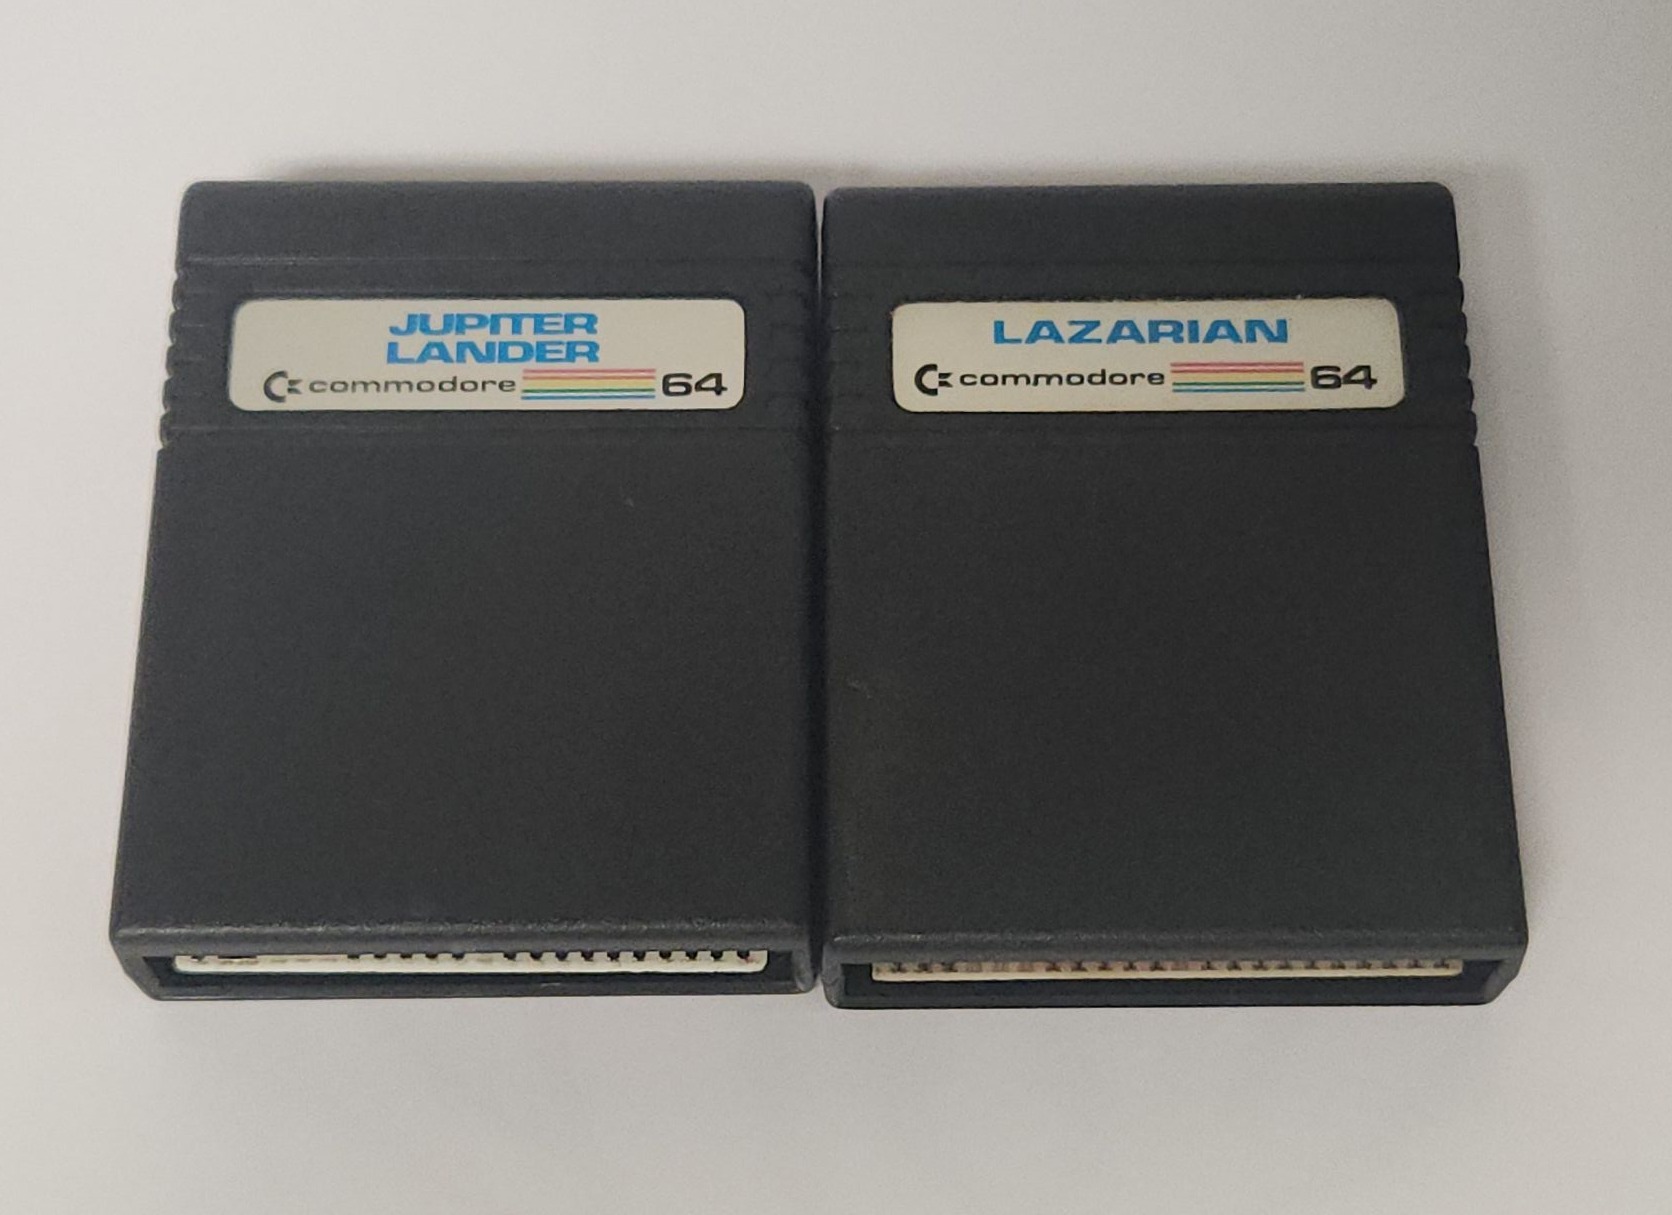 JUPITER
LANDER
commodore 64
LAZARIAN
commodore 64